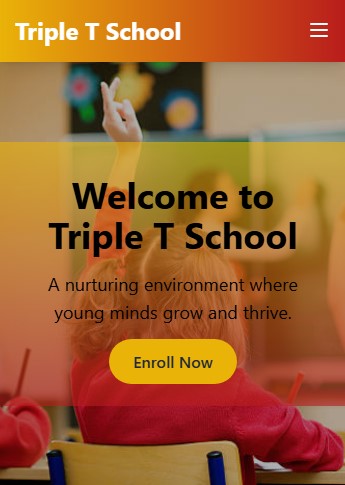 Triple T School
Welcome to
Triple T School
A nurturing environment where
young minds grow and thrive.
Enroll Now